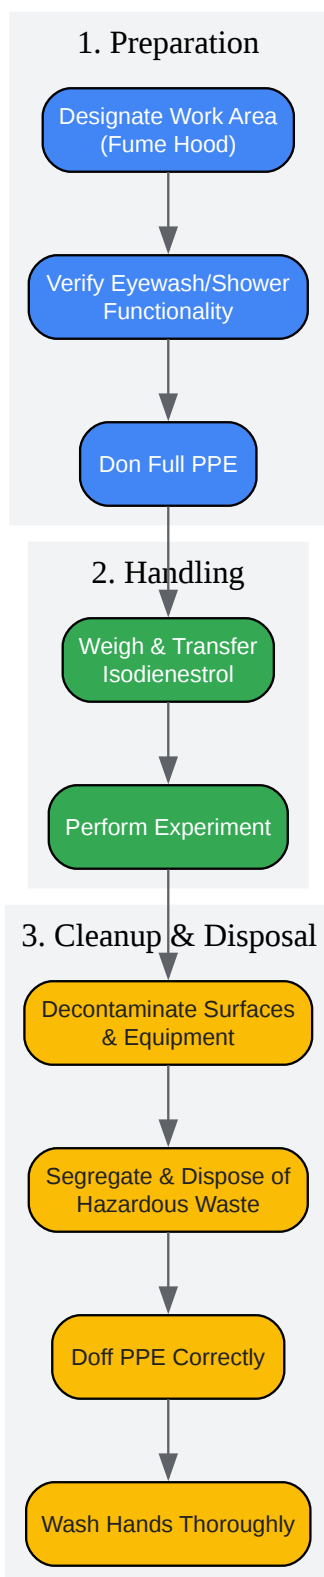 1. Preparation
Designate Work Area
(Fume Hood)
Verify Eyewash/Shower
Functionality
Don Full PPE
2. Handling
Weigh & Transfer
Isodienestrol
Perform Experiment
3. Cleanup & Disposal
Decontaminate Surfaces
& Equipment
Segregate & Dispose of
Hazardous Waste
Doff PPE Correctly
Wash Hands Thoroughly